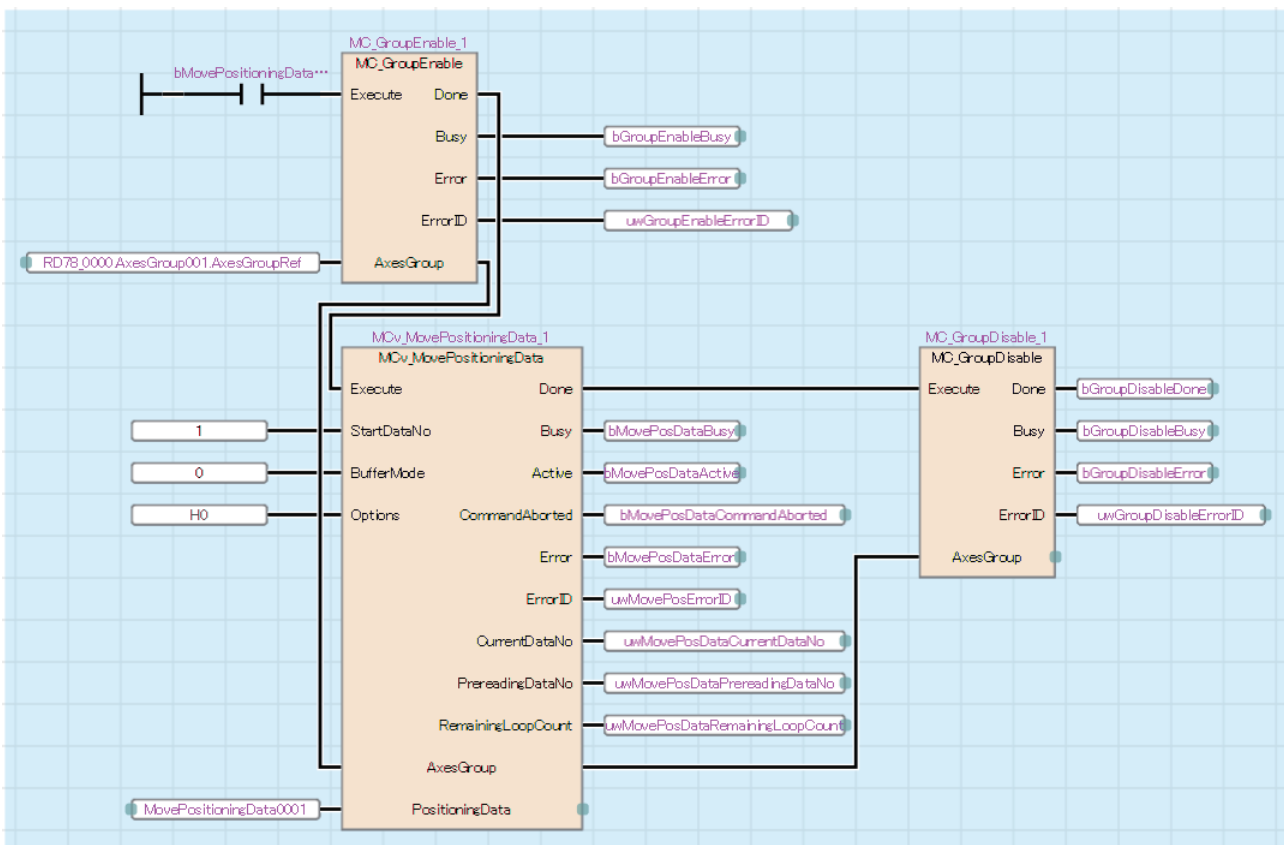 MC_GroupEnable_1
MC_GroupEnable
bMovePositioningData…
Execute Done
Busy bGroupEnableBusy
Error bGroupEnableError
ErrorID uwGroupEnableErrorID
RD78_0000.AxesGroup001.AxesGroupRef AxesGroup
MCv_MovePositioningData_1 MC_GroupDisable_1
MCv_MovePositioningData MC_GroupDisable
Execute Done Execute Done bGroupDisableDone
1 StartDataNo Busy bMovePosDataBusy Busy bGroupDisableBusy
0 BufferMode Active bMovePosDataActive Error bGroupDisableError
H0 Options CommandAborted bMovePosDataCommandAborted ErrorID uwGroupDisableErrorID
Error bMovePosDataError AxesGroup
ErrorID uwMovePosErrorID
CurrentDataNo uwMovePosDataCurrentDataNo
PrereadingDataNo uwMovePosDataPrereadingDataNo
RemainingLoopCount uwMovePosDataRemainingLoopCount
AxesGroup
MovePositioningData0001 PositioningData